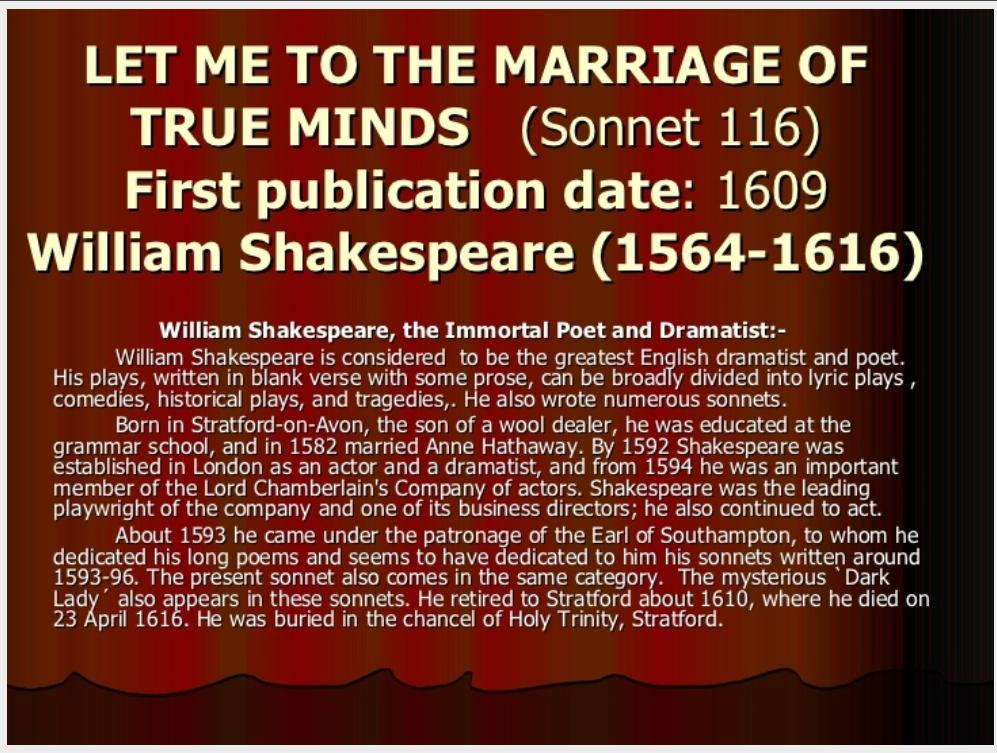 LET ME TO THE MARRIAGE OF
TRUE MINDS (Sonnet 116)
First publication date: 1609
William Shakespeare (1564-1616)
William Shakespeare, the Immortal Poet and Dramatist:-
William Shakespeare is considered to be the greatest English dramatist and poet.
His plays, written in blank verse with some prose, can be broadly divided into lyric plays ,
comedies, historical plays, and tragedies,. He also wrote numerous sonnets.
Born in Stratford-on-Avon, the son of a wool dealer, he was educated at the
grammar school, and in 1582 married Anne Hathaway. By 1592 Shakespeare was
established in London as an actor and a dramatist, and from 1594 he was an important
member of the Lord Chamberlain's Company of actors. Shakespeare was the leading
playwright of the company and one of its business directors; he also continued to act.
About 1593 he came under the patronage of the Earl of Southampton, to whom he
dedicated his long poems and seems to have dedicated to him his sonnets written around
1593-96. The present sonnet also comes in the same category. The mysterious `Dark
Lady´ also appears in these sonnets. He retired to Stratford about 1610, where he died on
23 April 1616. He was buried in the chancel of Holy Trinity, Stratford.